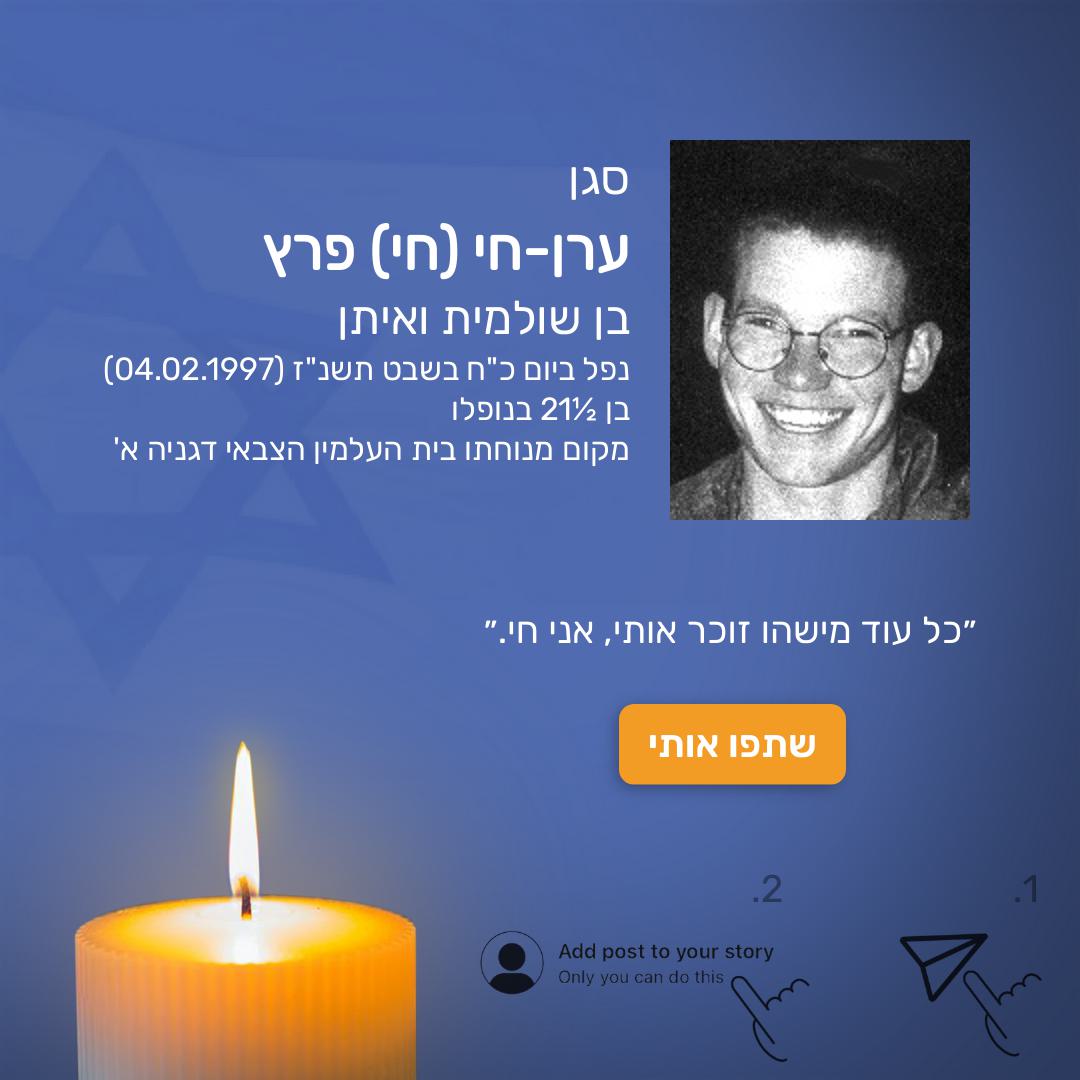 סגן
ערן-חי (חי) פרץ
בן שולמית ואיתן
נפל ביום כ"ח בשבט תשנ"ז (04.02.1997)
בן 21½ בנופלו
מקום מנוחתו בית העלמין הצבאי דגניה א'
״כל עוד מישהו זוכר אותי, אני חי.״
שתפו אותי
1.
2.
Add post to your story
Only you can do this